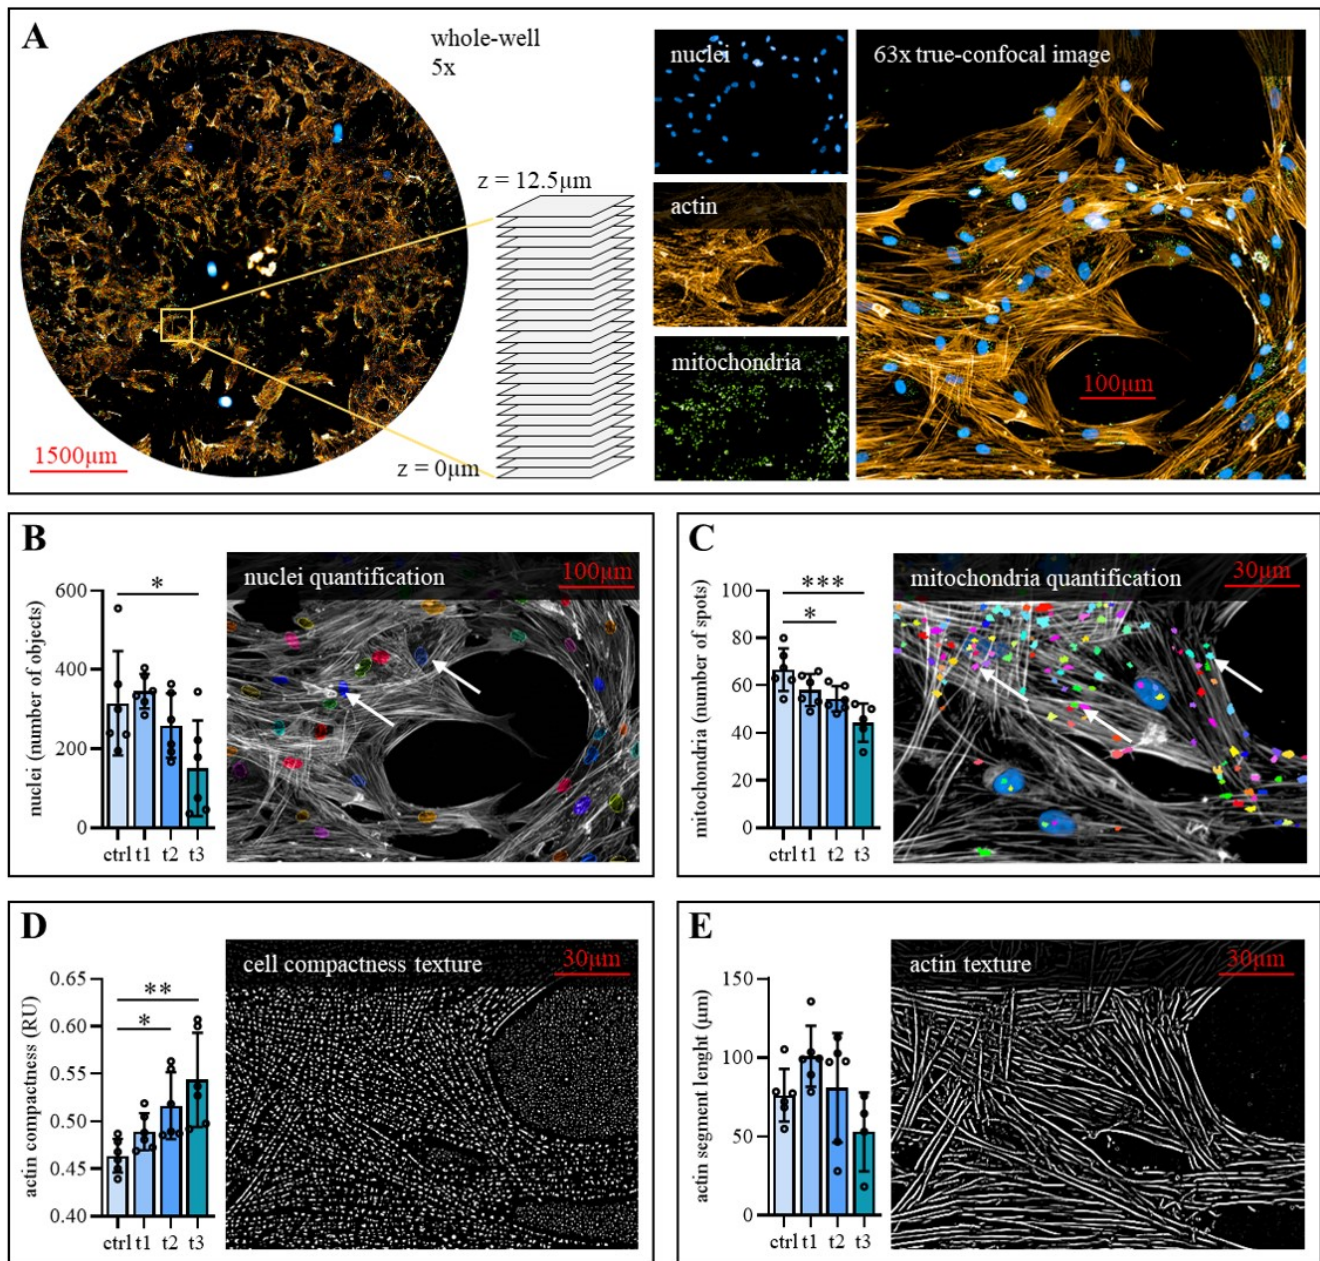 A
whole-well
5x
z = 12.5µm
z = 0µm
1500µm
nuclei
actin
mitochondria
63x true-confocal image
100µm
B
nuclei (number of objects)
600
400
200
0
*
ctrl t1 t2 t3
nuclei quantification
100µm
C
mitochondria (number of spots)
100
80
60
40
20
0
***
*
ctrl t1 t2 t3
mitochondria quantification
30µm
D
actin compactness (RU)
0.65
0.60
0.55
0.50
0.45
0.40
**
*
ctrl t1 t2 t3
cell compactness texture
30µm
E
actin segment lenght (µm)
150
100
50
0
ctrl t1 t2 t3
actin texture
30µm